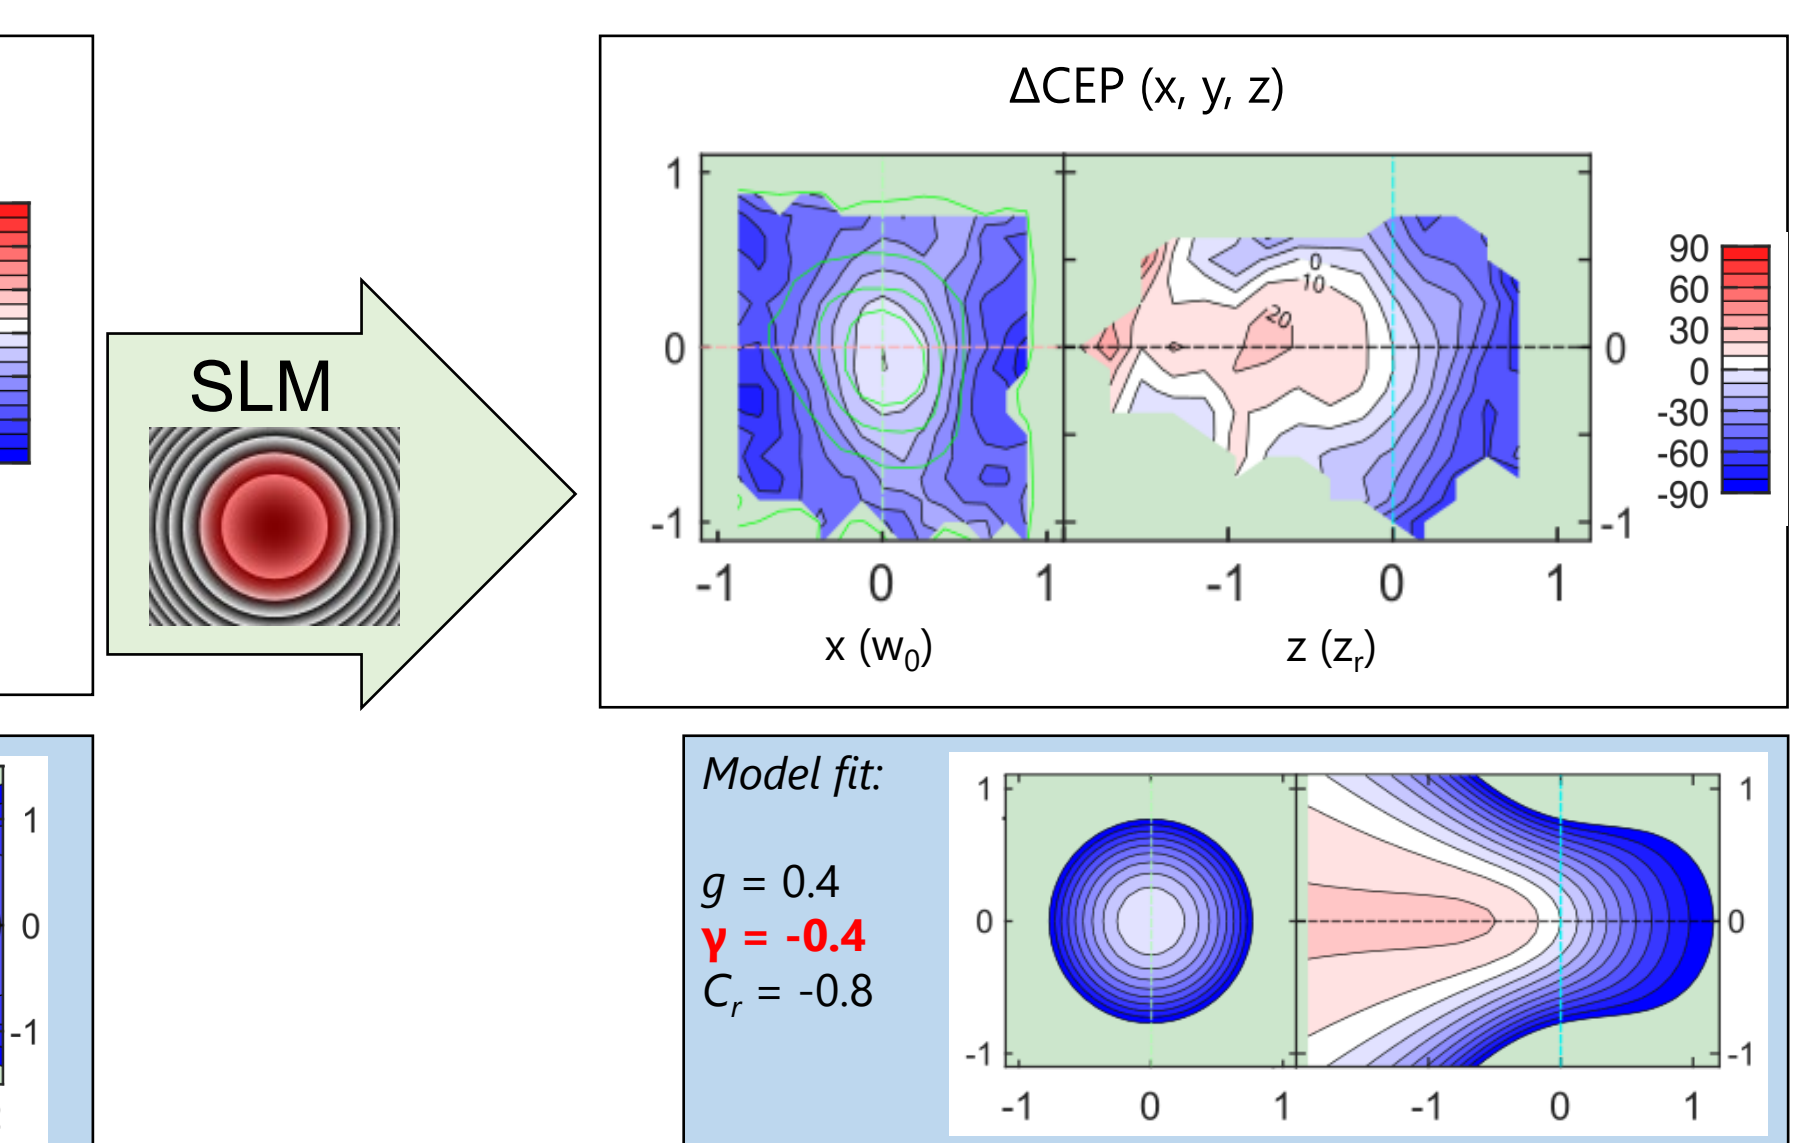 ΔCEP (x, y, z)
SLM
1
0
-1
0
10
20
0
-1
90
60
30
0
-30
-60
-90
-1 0 1 -1 0 1
x (w₀) z (zᵣ)
1
0
-1
Model fit:
g = 0.4
γ = -0.4
Cᵣ = -0.8
1
0
-1
1
0
-1
-1 0 1 -1 0 1